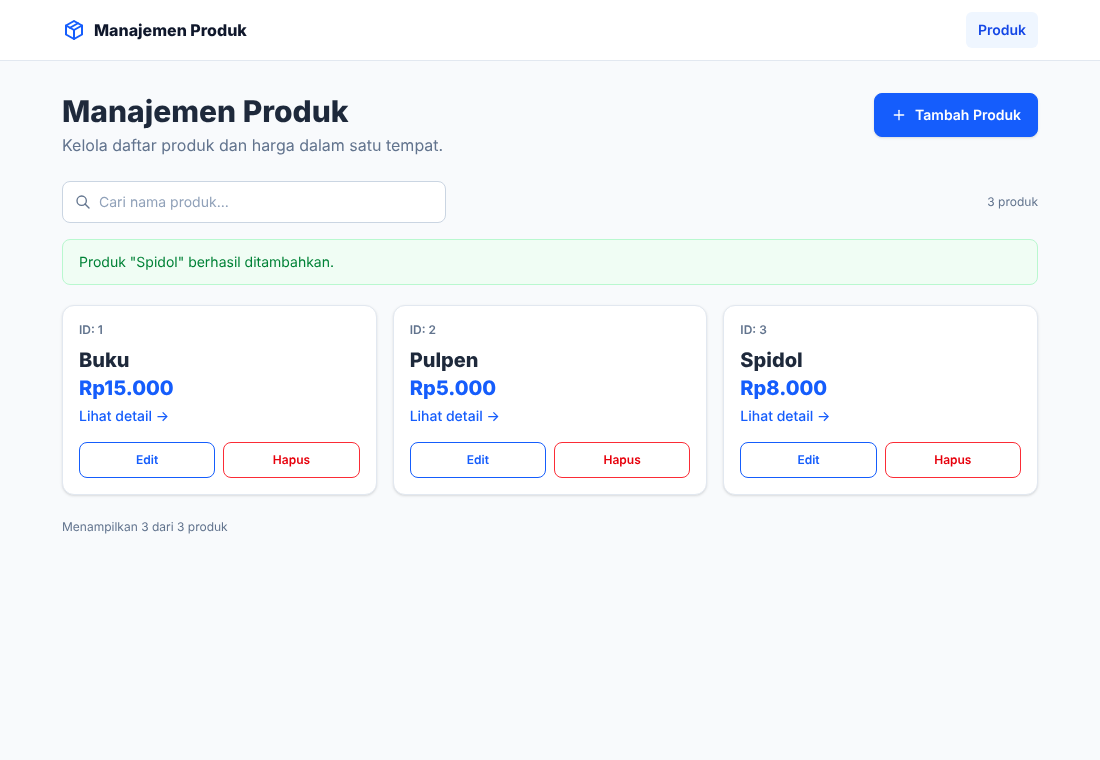 Manajemen Produk
Produk
Manajemen Produk
Kelola daftar produk dan harga dalam satu tempat.
+ Tambah Produk
Cari nama produk...
3 produk
Produk "Spidol" berhasil ditambahkan.
ID: 1
Buku
Rp15.000
Lihat detail →
Edit
Hapus
ID: 2
Pulpen
Rp5.000
Lihat detail →
Edit
Hapus
ID: 3
Spidol
Rp8.000
Lihat detail →
Edit
Hapus
Menampilkan 3 dari 3 produk